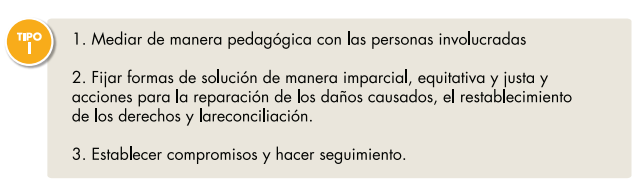 TIPO
I
1. Mediar de manera pedagógica con las personas involucradas
2. Fijar formas de solución de manera imparcial, equitativa y justa y
acciones para la reparación de los daños causados, el restablecimiento
de los derechos y lareconciliación.
3. Establecer compromisos y hacer seguimiento.